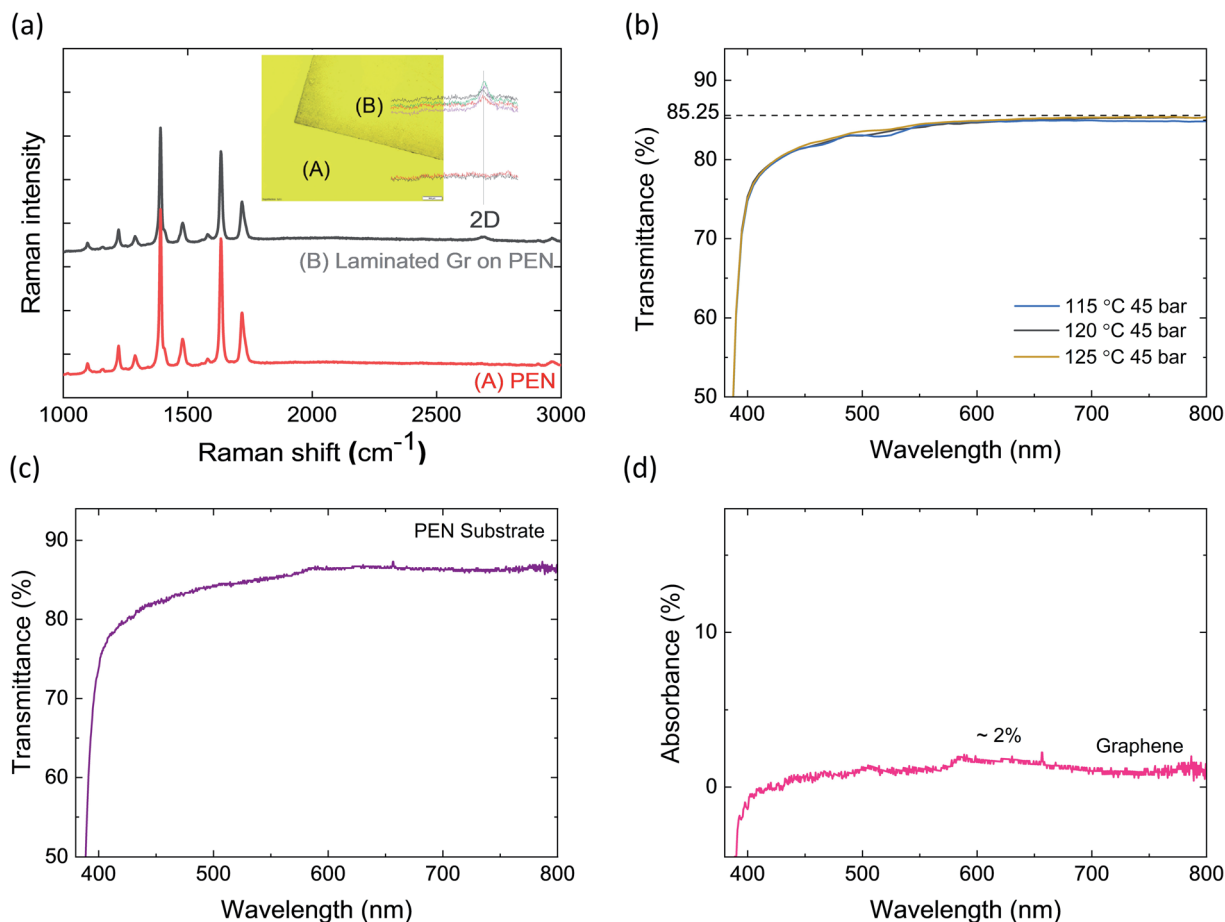 (a)
Raman intensity
(B)
(A)
2D
(B) Laminated Gr on PEN
(A) PEN
1000 1500 2000 2500 3000
Raman shift (cm⁻¹)
(b)
Transmittance (%)
90
85.25
80
70
60
50
115 °C 45 bar
120 °C 45 bar
125 °C 45 bar
400 500 600 700 800
Wavelength (nm)
(c)
Transmittance (%)
90
80
70
60
50
PEN Substrate
400 500 600 700 800
Wavelength (nm)
(d)
Absorbance (%)
10
0
~ 2%
Graphene
400 500 600 700 800
Wavelength (nm)